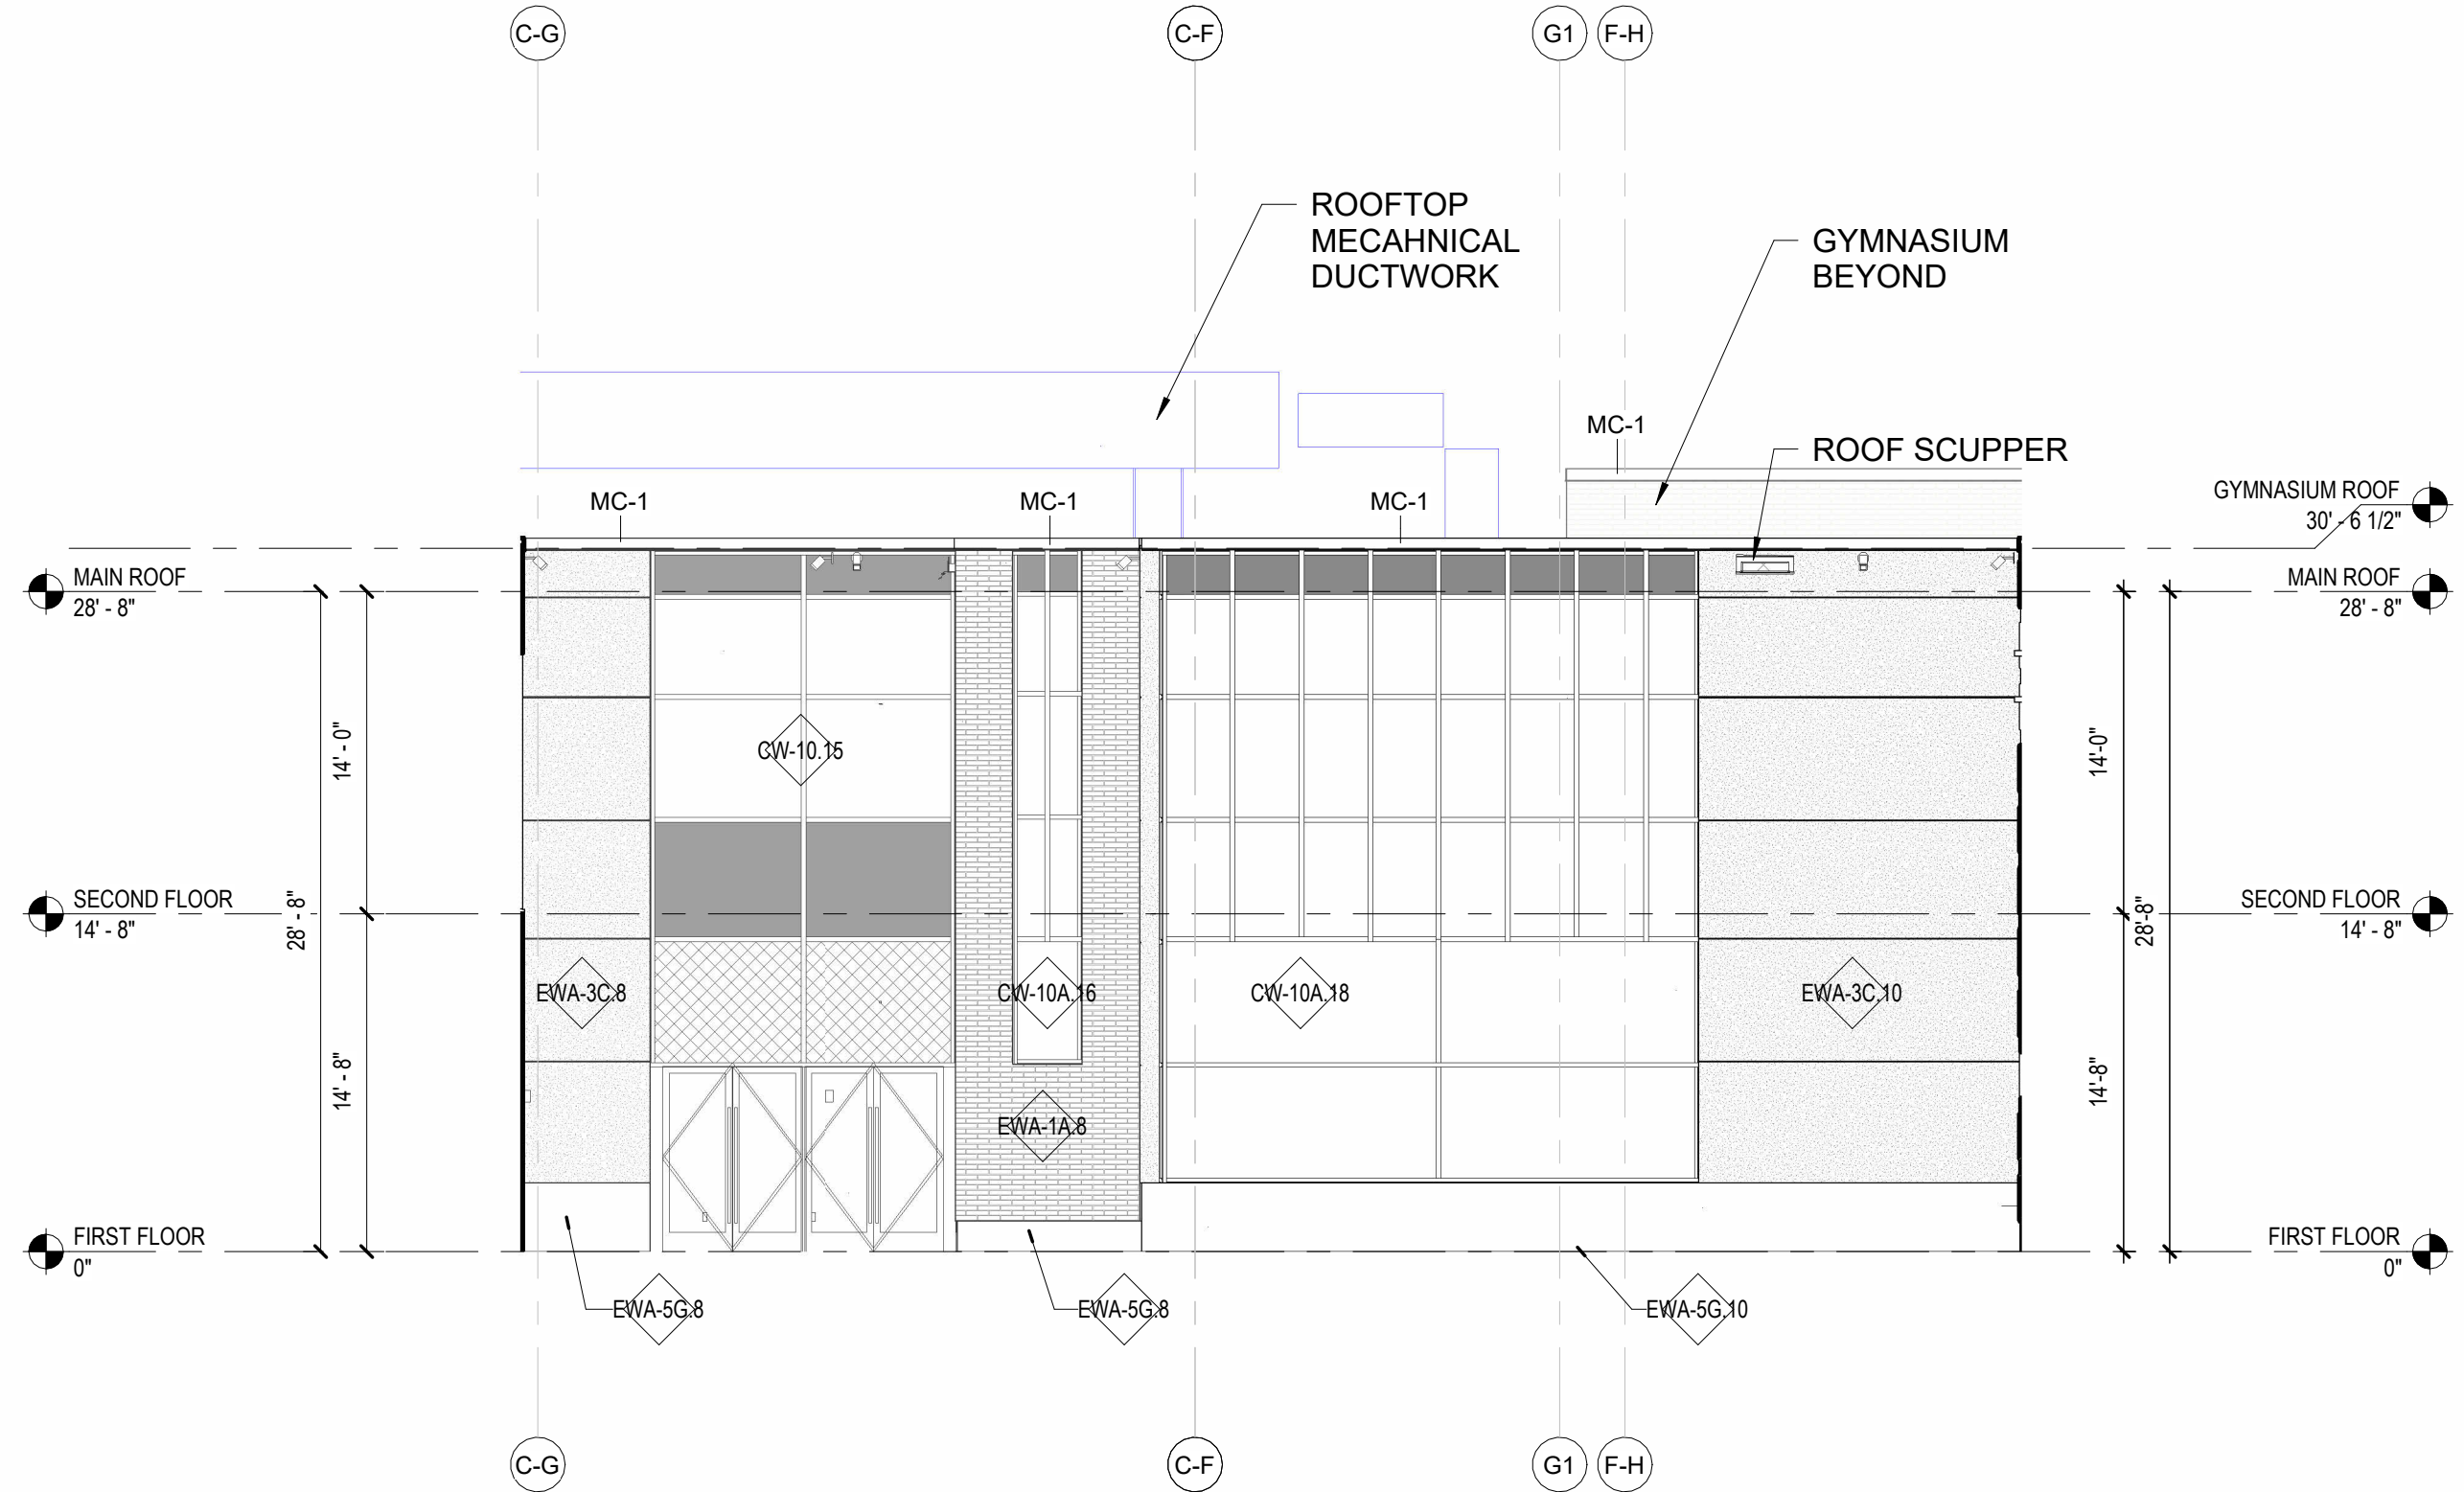 C-G
C-F
G1
F-H
ROOFTOP
MECAHNICAL
DUCTWORK
GYMNASIUM
BEYOND
MC-1
ROOF SCUPPER
MC-1
MC-1
MC-1
GYMNASIUM ROOF
30' - 6 1/2"
MAIN ROOF
28' - 8"
MAIN ROOF
28' - 8"
14' - 0"
CW-10.15
14'-0"
SECOND FLOOR
14' - 8"
28' - 8"
28'-8"
SECOND FLOOR
14' - 8"
EWA-3C.8
CW-10A.16
CW-10A.18
EWA-3C.10
14' - 8"
EWA-1A.8
14'-8"
FIRST FLOOR
0"
FIRST FLOOR
0"
EWA-5G.8
EWA-5G.8
EWA-5G.10
C-G
C-F
G1
F-H